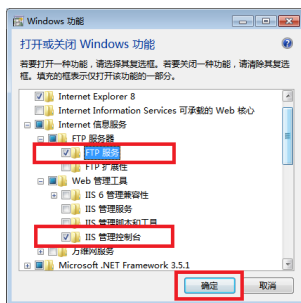 Windows 功能
打开或关闭 Windows 功能
若要打开一种功能，请选择其复选框。若要关闭一种功能，请清除其复选
框。填充的框表示仅打开该功能的一部分。
Internet Explorer 8
Internet Information Services 可承载的 Web 核心
Internet 信息服务
FTP 服务器
FTP 服务
FTP 扩展性
Web 管理工具
IIS 6 管理兼容性
IIS 管理服务
IIS 管理脚本和工具
IIS 管理控制台
万维网服务
Microsoft .NET Framework 3.5.1
确定
取消